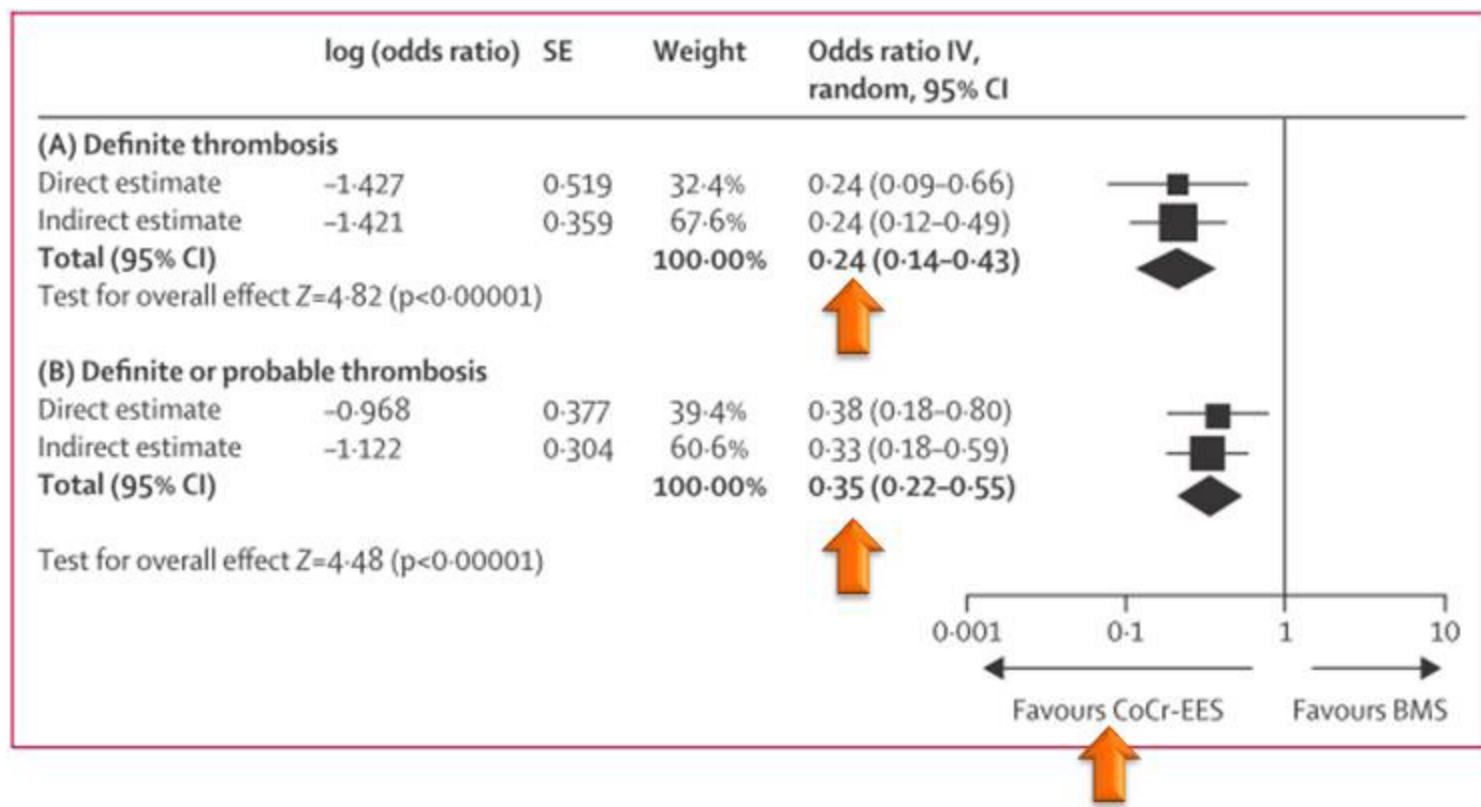 log (odds ratio) SE Weight Odds ratio IV,
random, 95% CI
(A) Definite thrombosis
Direct estimate –1·427 0·519 32·4% 0·24 (0·09–0·66)
Indirect estimate –1·421 0·359 67·6% 0·24 (0·12–0·49)
Total (95% CI) 100·00% 0·24 (0·14–0·43)
Test for overall effect Z=4·82 (p<0·00001)
(B) Definite or probable thrombosis
Direct estimate –0·968 0·377 39·4% 0·38 (0·18–0·80)
Indirect estimate –1·122 0·304 60·6% 0·33 (0·18–0·59)
Total (95% CI) 100·00% 0·35 (0·22–0·55)
Test for overall effect Z=4·48 (p<0·00001)
0·001 0·1 1 10
Favours CoCr-EES Favours BMS